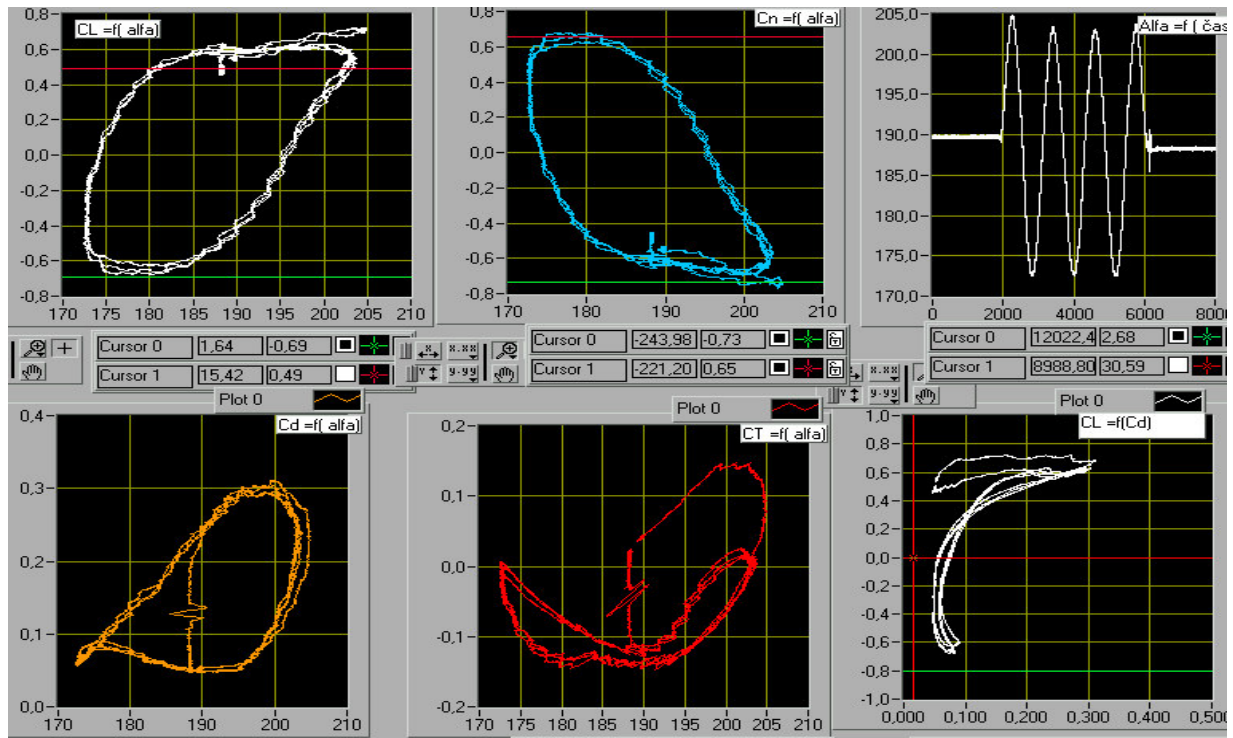 CL =f( alfa)
0,8-
0,6-
0,4-
0,2-
0,0-
-0,2-
-0,4-
-0,6-
-0,8-
170 175 180 185 190 195 200 205 210
Cn =f( alfa)
0,8-
0,6-
0,4-
0,2-
0,0-
-0,2-
-0,4-
-0,6-
-0,8-
170 180 190 200 210
Alfa =f ( čas
205,0-
200,0-
195,0-
190,0-
185,0-
180,0-
175,0-
170,0-
0 2000 4000 6000 8000
Cursor 0 1,64 -0,69
Cursor 1 15,42 0,49
X X.XX
Y Y.YY
Cursor 0 -243,98 -0,73
Cursor 1 -221,20 0,65
X.XX
Y Y.YY
Cursor 0 12022,4 2,68
Cursor 1 8988,80 30,59
Plot 0
Cd =f( alfa)
0,4-
0,3-
0,2-
0,1-
0,0-
170 180 190 200 210
Plot 0
CT =f( alfa)
0,2-
0,1-
0,0-
-0,1-
-0,2-
170 175 180 185 190 195 200 205 210
Plot 0
CL =f(Cd)
1,0-
0,8-
0,6-
0,4-
0,2-
0,0-
-0,2-
-0,4-
-0,6-
-0,8-
-1,0-
0,000 0,100 0,200 0,300 0,400 0,500